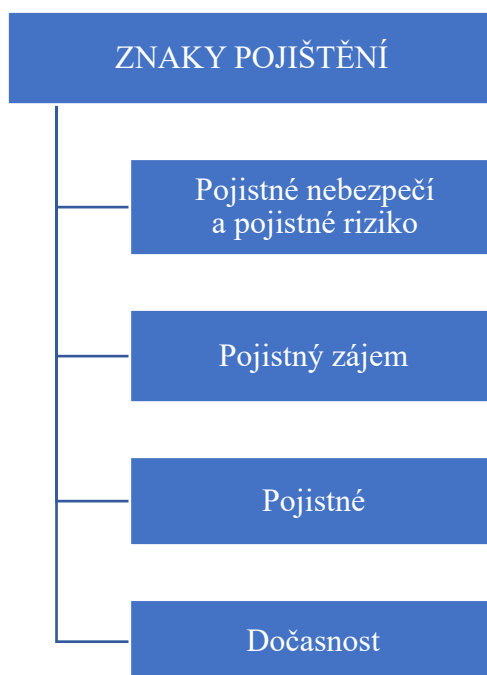 ZNAKY POJIŠTĚNÍ
Pojistné nebezpečí
a pojistné riziko
Pojistný zájem
Pojistné
Dočasnost